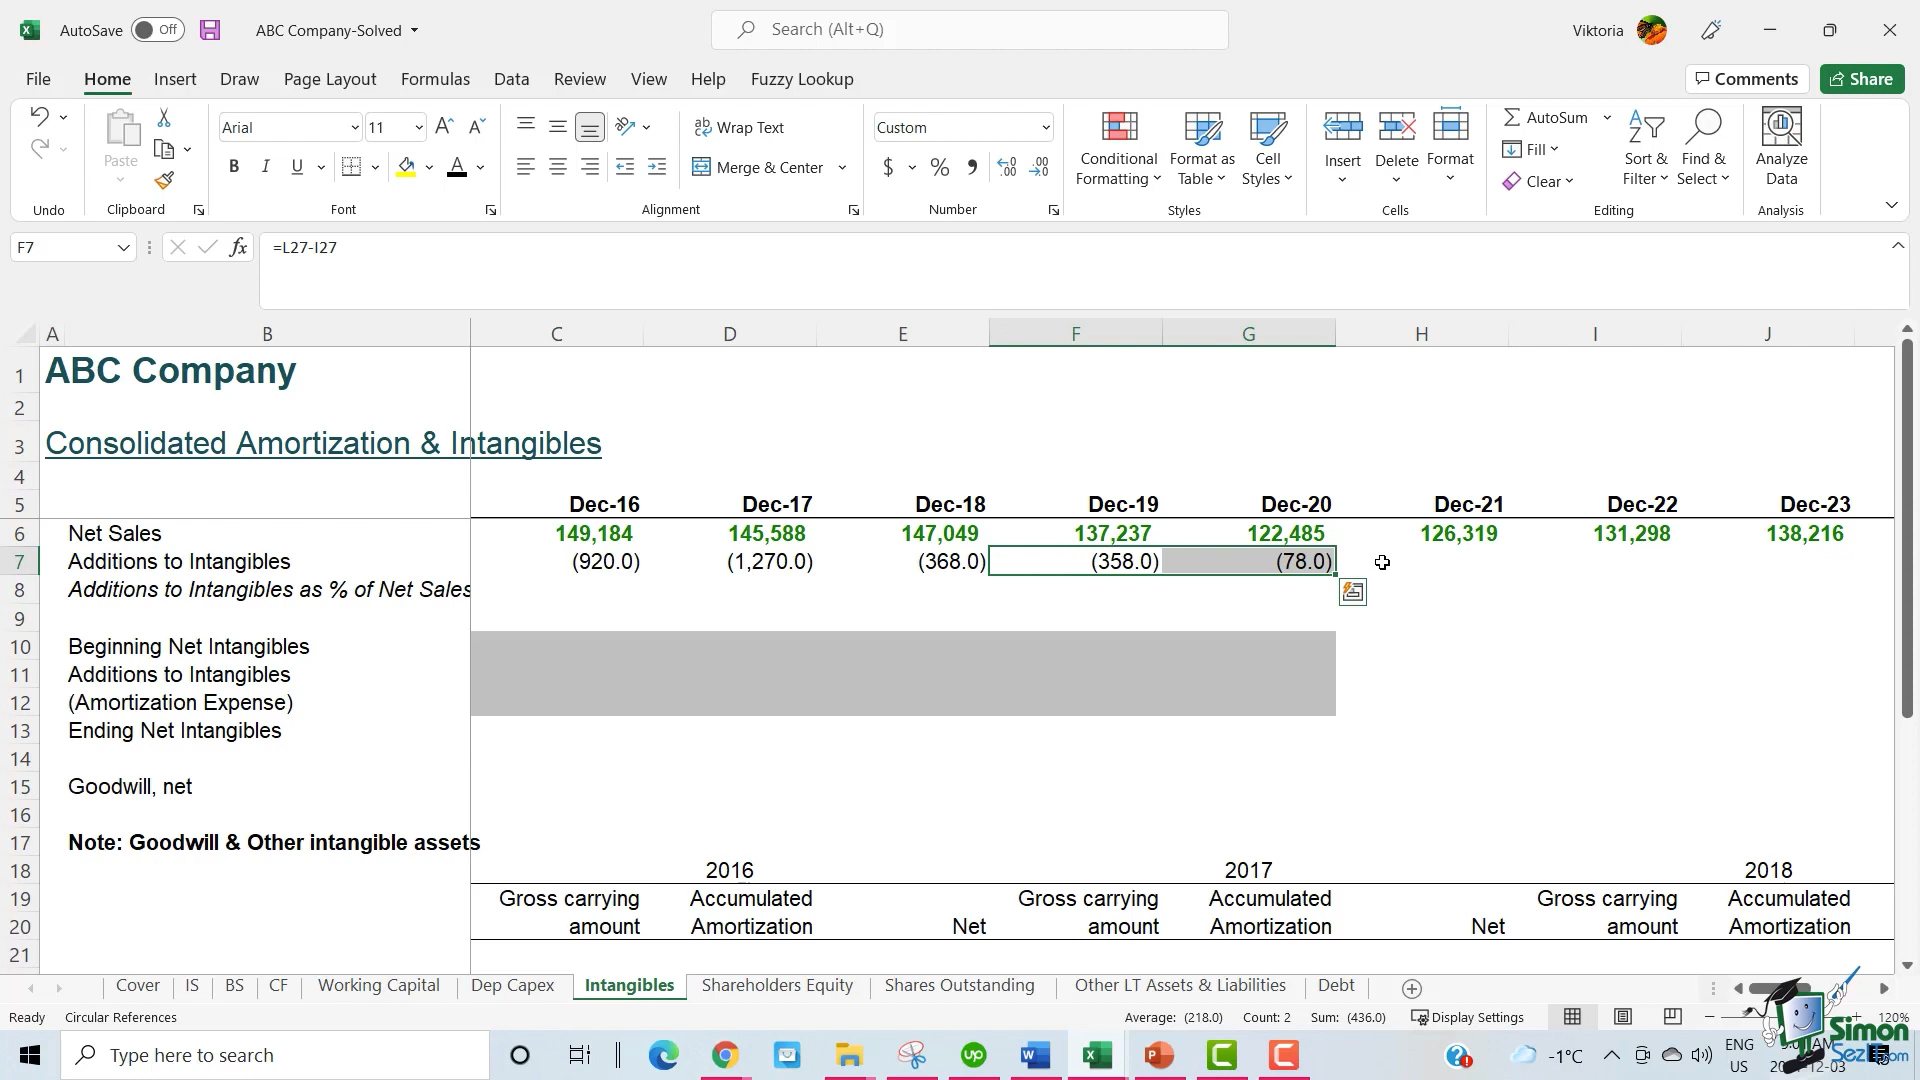 AutoSave Off ABC Company-Solved Search (Alt+Q) Viktoria
File Home Insert Draw Page Layout Formulas Data Review View Help Fuzzy Lookup Comments Share
Paste
Undo Clipboard
Arial 11
B I U A
Font
Wrap Text
Merge & Center
Alignment
Custom
$ % ,
Number
Conditional Formatting
Format as Table
Cell Styles
Styles
Insert Delete Format
Cells
AutoSum
Fill
Clear
Sort & Filter
Find & Select
Editing
Analyze Data
Analysis
F7 fx =L27-I27
A B C D E F G H I J
1 ABC Company
2
3 Consolidated Amortization & Intangibles
4
5 Dec-16 Dec-17 Dec-18 Dec-19 Dec-20 Dec-21 Dec-22 Dec-23
6 Net Sales 149,184 145,588 147,049 137,237 122,485 126,319 131,298 138,216
7 Additions to Intangibles (920.0) (1,270.0) (368.0) (358.0) (78.0)
8 Additions to Intangibles as % of Net Sales
9
10 Beginning Net Intangibles
11 Additions to Intangibles
12 (Amortization Expense)
13 Ending Net Intangibles
14
15 Goodwill, net
16
17 Note: Goodwill & Other intangible assets
18 2016 2017 2018
19 Gross carrying Accumulated Gross carrying Accumulated Gross carrying Accumulated
20 amount Amortization Net amount Amortization Net amount Amortization
21
Cover IS BS CF Working Capital Dep Capex Intangibles Shareholders Equity Shares Outstanding Other LT Assets & Liabilities Debt
Ready Circular References Average: (218.0) Count: 2 Sum: (436.0) Display Settings 120%
Type here to search -1°C ENG
US
Simon
SezIT.com